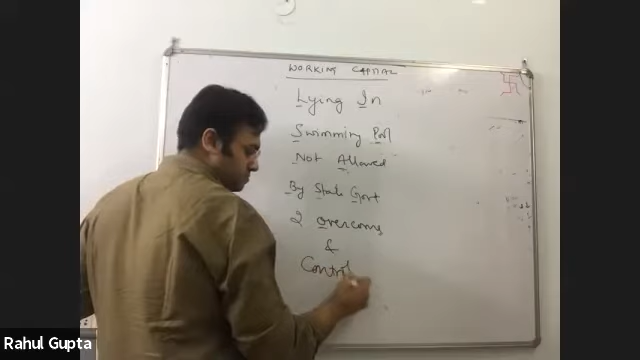 WORKING CAPITAL
Lying In
Swimming Pool
Not Allowed
By State Govt
2 Overcome
&
Control
Rahul Gupta